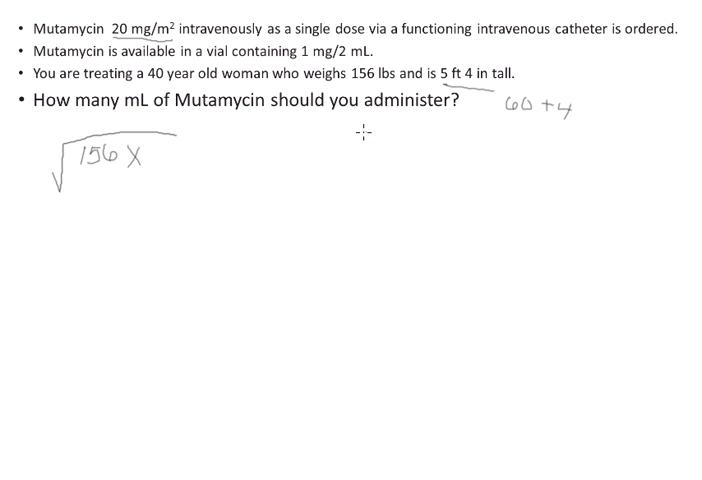 • Mutamycin 20 mg/m² intravenously as a single dose via a functioning intravenous catheter is ordered.
• Mutamycin is available in a vial containing 1 mg/2 mL.
• You are treating a 40 year old woman who weighs 156 lbs and is 5 ft 4 in tall.
• How many mL of Mutamycin should you administer?
60 + 4
√156 X